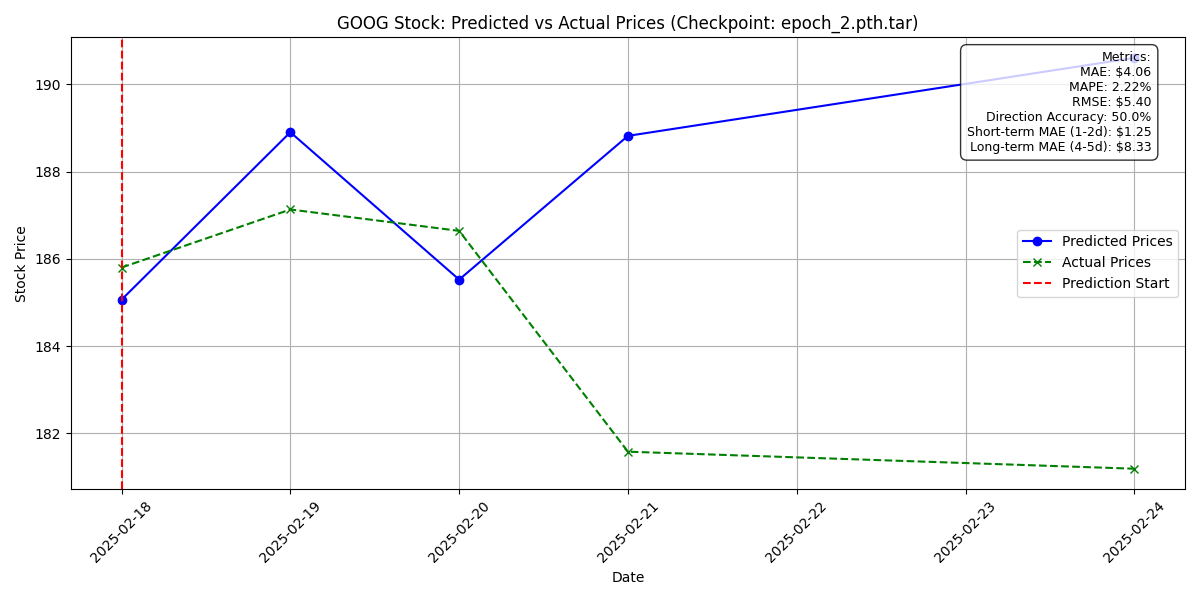 GOOG Stock: Predicted vs Actual Prices (Checkpoint: epoch_2.pth.tar)
Metrics:
MAE: $4.06
MAPE: 2.22%
RMSE: $5.40
Direction Accuracy: 50.0%
Short-term MAE (1-2d): $1.25
Long-term MAE (4-5d): $8.33
Predicted Prices
Actual Prices
Prediction Start
Stock Price
190
188
186
184
182
2025-02-18
2025-02-19
2025-02-20
2025-02-21
2025-02-22
2025-02-23
2025-02-24
Date